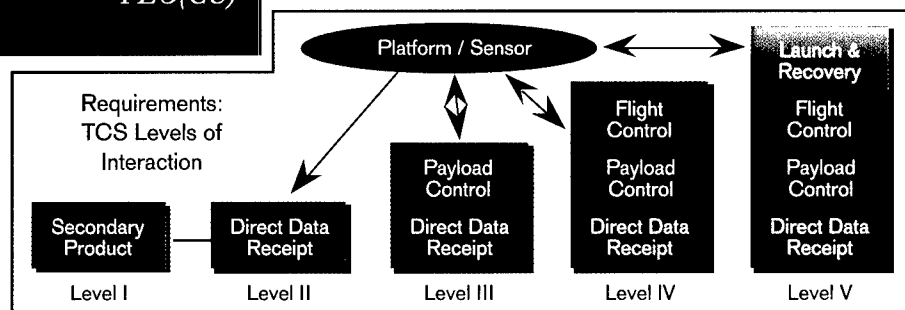 Platform / Sensor
Requirements:
TCS Levels of
Interaction
Secondary
Product
Level I
Direct Data
Receipt
Level II
Payload
Control
Direct Data
Receipt
Level III
Flight
Control
Payload
Control
Direct Data
Receipt
Level IV
Launch &
Recovery
Flight
Control
Payload
Control
Direct Data
Receipt
Level V